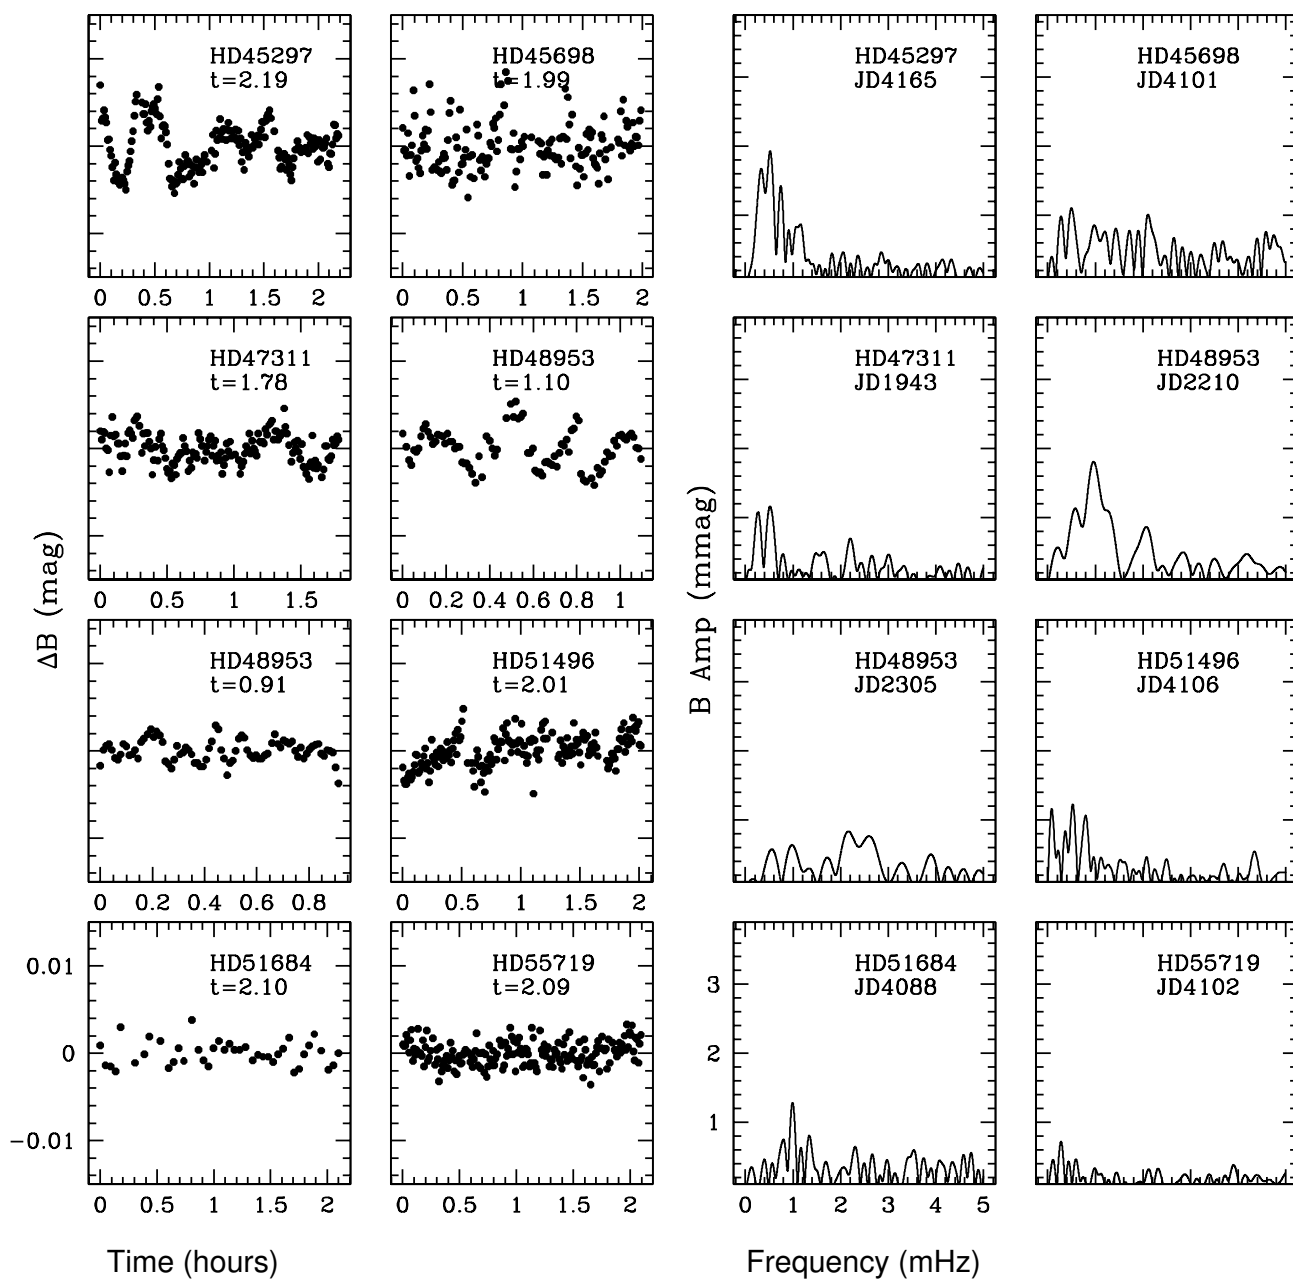 HD45297
t=2.19
HD45698
t=1.99
HD45297
JD4165
HD45698
JD4101
0 0.5 1 1.5 2
0 0.5 1 1.5 2
HD47311
t=1.78
HD48953
t=1.10
HD47311
JD1943
HD48953
JD2210
0 0.5 1 1.5
0 0.2 0.4 0.6 0.8 1
ΔB (mag)
B Amp (mmag)
HD48953
t=0.91
HD51496
t=2.01
HD48953
JD2305
HD51496
JD4106
0 0.2 0.4 0.6 0.8
0 0.5 1 1.5 2
HD51684
t=2.10
HD55719
t=2.09
HD51684
JD4088
HD55719
JD4102
0.01
0
−0.01
3
2
1
0 0.5 1 1.5 2
0 0.5 1 1.5 2
0 1 2 3 4 5
Time (hours)
Frequency (mHz)